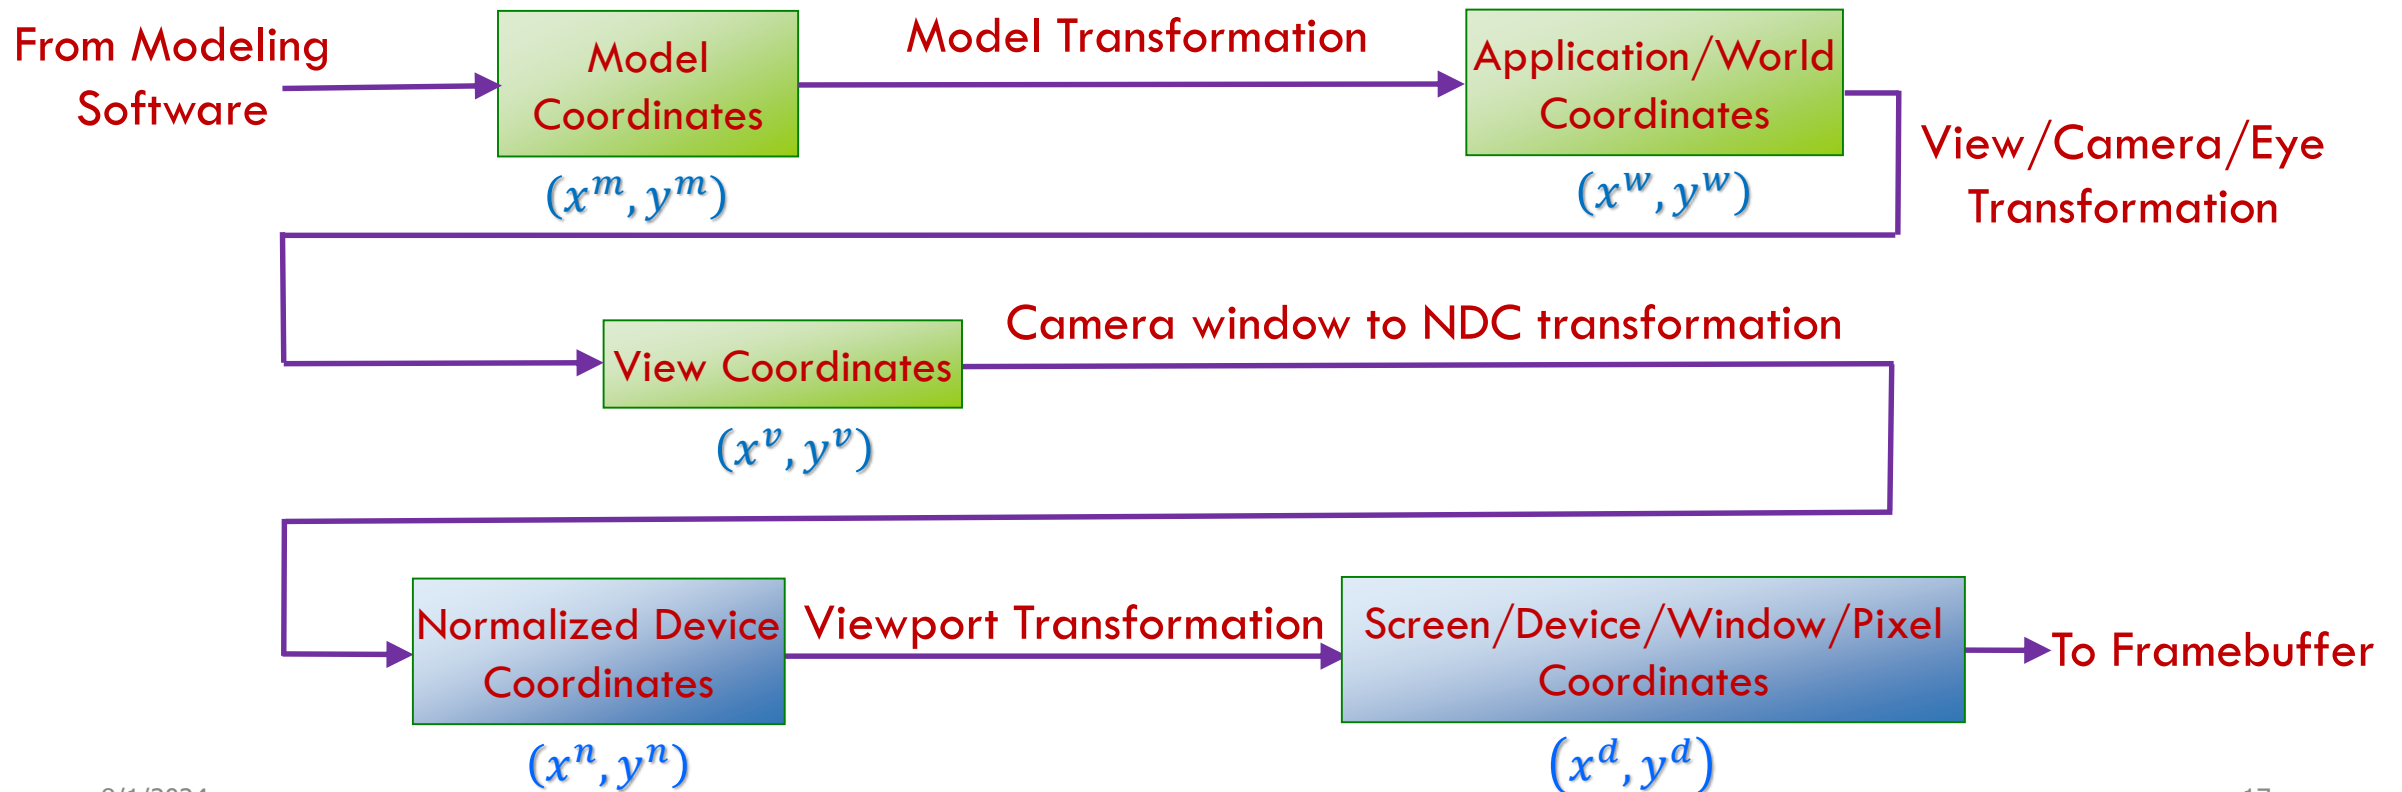 From Modeling
Software
Model
Coordinates
(x^m, y^m)
Model Transformation
Application/World
Coordinates
(x^w, y^w)
View/Camera/Eye
Transformation
View Coordinates
(x^v, y^v)
Camera window to NDC transformation
Normalized Device
Coordinates
(x^n, y^n)
Viewport Transformation
Screen/Device/Window/Pixel
Coordinates
(x^d, y^d)
To Framebuffer
17